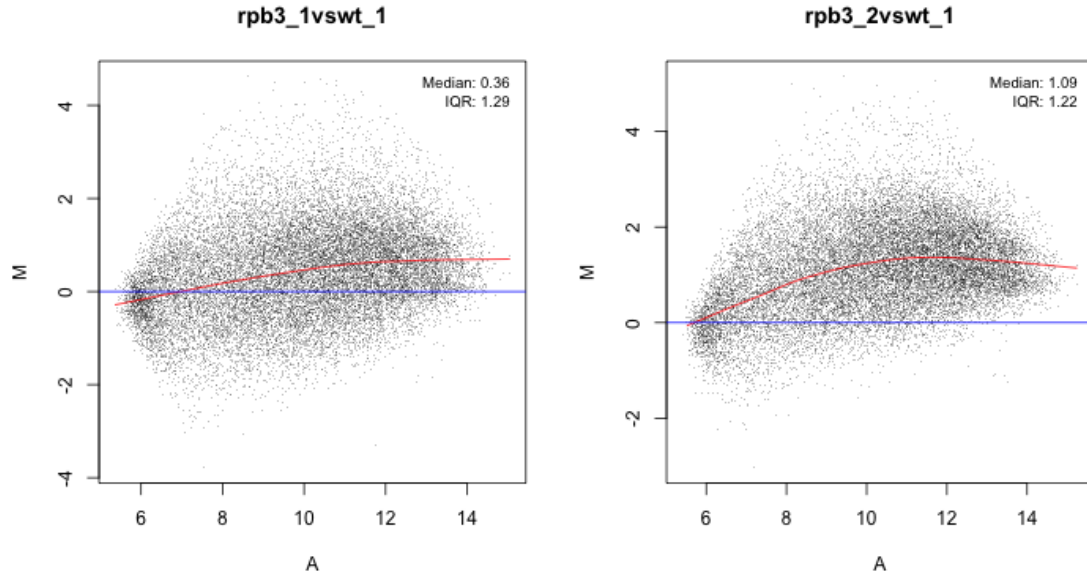 rpb3_1vswt_1
Median: 0.36
IQR: 1.29
4
2
0
-2
-4
M
6 8 10 12 14
A
rpb3_2vswt_1
Median: 1.09
IQR: 1.22
4
2
0
-2
M
6 8 10 12 14
A